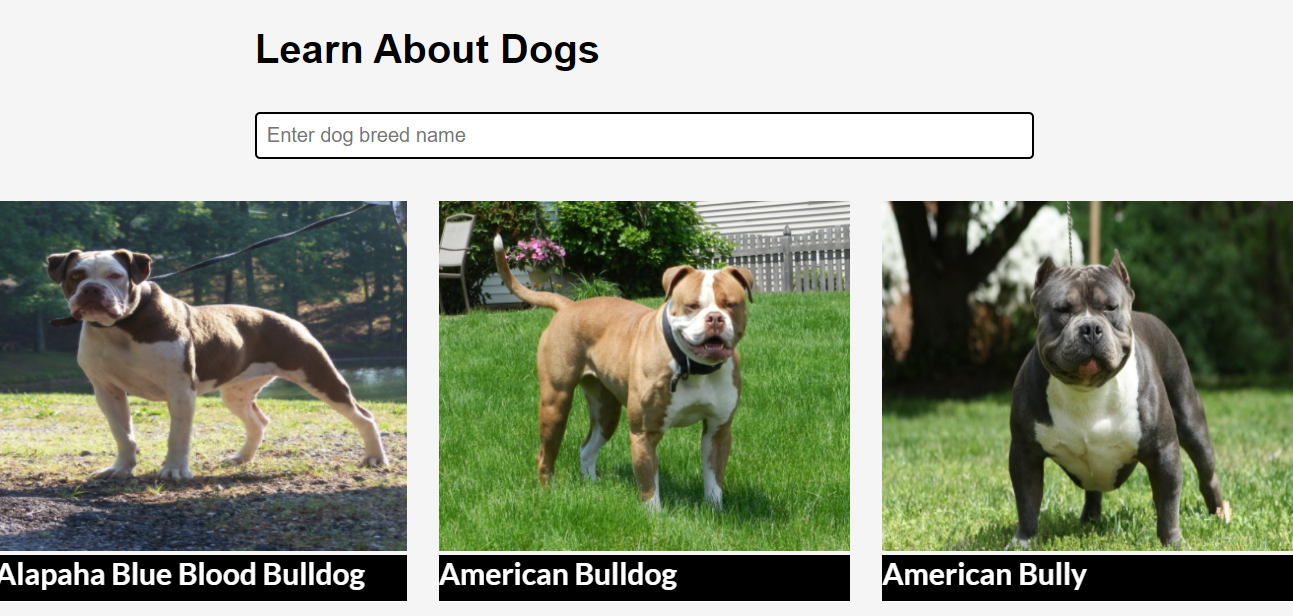 Learn About Dogs
Enter dog breed name
Alapaha Blue Blood Bulldog
American Bulldog
American Bully